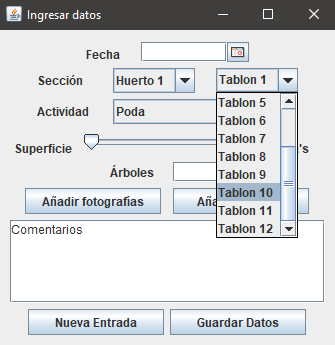 Ingresar datos
Fecha
Sección Huerto 1 Tablon 1
Tablon 5
Actividad Poda
Tablon 6
Tablon 7
Tablon 8
Superficie 's
Tablon 9
Árboles
Tablon 10
Añadir fotografías Aña
Tablon 11
Tablon 12
Comentarios
Nueva Entrada Guardar Datos